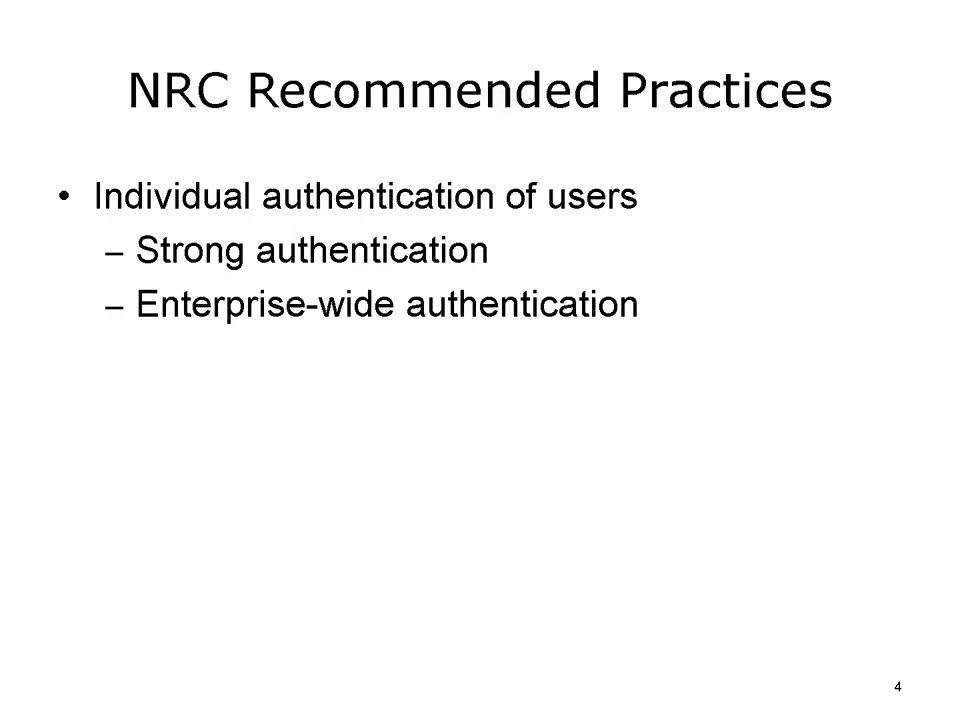 NRC Recommended Practices
• Individual authentication of users
– Strong authentication
– Enterprise-wide authentication
4